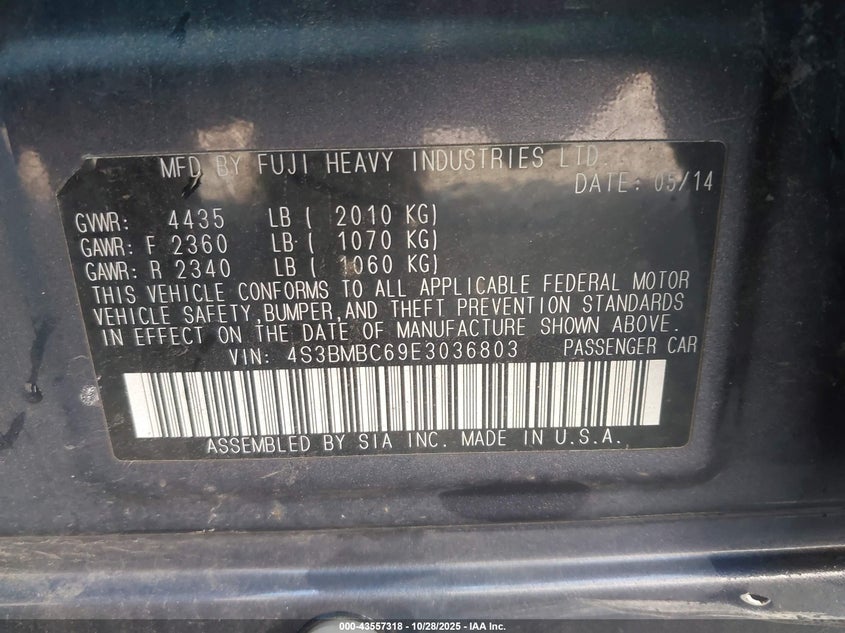 MFD BY FUJI HEAVY INDUSTRIES LTD.
DATE: 05/14
GVWR: 4435 LB ( 2010 KG)
GAWR: F 2360 LB ( 1070 KG)
GAWR: R 2340 LB ( 1060 KG)
THIS VEHICLE CONFORMS TO ALL APPLICABLE FEDERAL MOTOR
VEHICLE SAFETY,BUMPER,AND THEFT PREVENTION STANDARDS
IN EFFECT ON THE DATE OF MANUFACTURE SHOWN ABOVE.
VIN: 4S3BMBC69E3036803 PASSENGER CAR
ASSEMBLED BY SIA INC. MADE IN U.S.A.
000-43557318 - 10/28/2025 - IAA Inc.